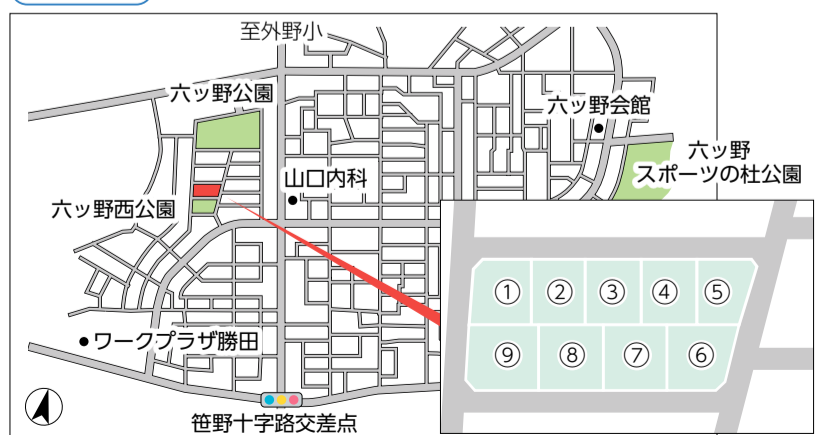 至外野小
六ッ野公園
六ッ野会館
六ッ野
スポーツの杜公園
山口内科
六ッ野西公園
ワークプラザ勝田
笹野十字路交差点
① ② ③ ④ ⑤
⑨ ⑧ ⑦ ⑥